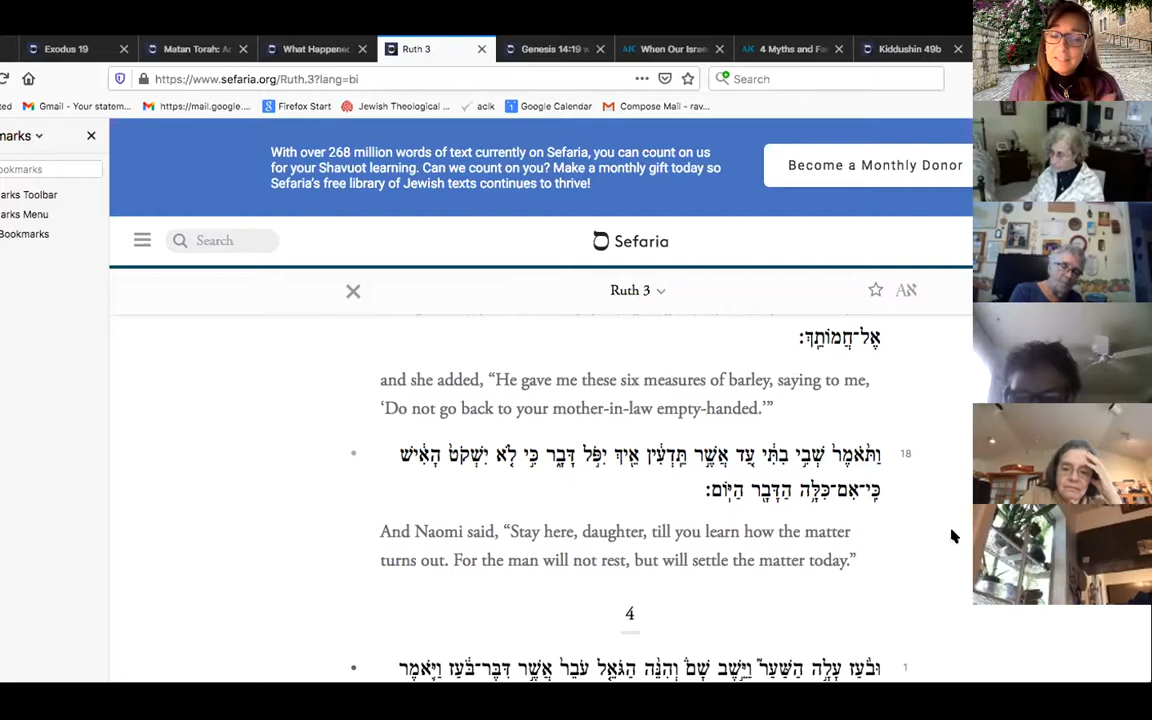 Exodus 19
Matan Torah: A
What Happene
Ruth 3
Genesis 14:19
When Our Isra
4 Myths and Fa
Kiddushin 49b
https://www.sefaria.org/Ruth.3?lang=bi
Search
Gmail - Your statem...
https://mail.google...
Firefox Start
Jewish Theological ...
aclk
Google Calendar
Compose Mail - rav...
marks
ookmarks
arks Toolbar
arks Menu
Bookmarks
With over 268 million words of text currently on Sefaria, you can count on us
for your Shavuot learning. Can we count on you? Make a monthly gift today so
Sefaria's free library of Jewish texts continues to thrive!
Become a Monthly Donor
Search
Sefaria
Ruth 3
Aא
אֶל־חֲמוֹתֵֽךְ׃
and she added, “He gave me these six measures of barley, saying to me,
‘Do not go back to your mother-in-law empty-handed.’”
18
וַתֹּ֙אמֶר֙ שְׁבִ֣י בִתִּ֔י עַ֚ד אֲשֶׁ֣ר תֵּֽדְעִ֔ין אֵ֖יךְ יִפֹּ֣ל דָּבָ֑ר כִּ֣י לֹ֤א יִשְׁקֹט֙ הָאִ֔ישׁ
כִּֽי־אִם־כִּלָּ֥ה הַדָּבָ֖ר הַיּֽוֹם׃
And Naomi said, “Stay here, daughter, till you learn how the matter
turns out. For the man will not rest, but will settle the matter today.”
4
1
וּבֹ֨עַז עָלָ֣ה הַשַּׁעַר֮ וַיֵּ֣שֶׁב שָׁם֒ וְהִנֵּ֨ה הַגֹּאֵ֤ל עֹבֵר֙ אֲשֶׁ֣ר דִּבֶּר־בֹּ֔עַז וַיֹּ֛אמֶר